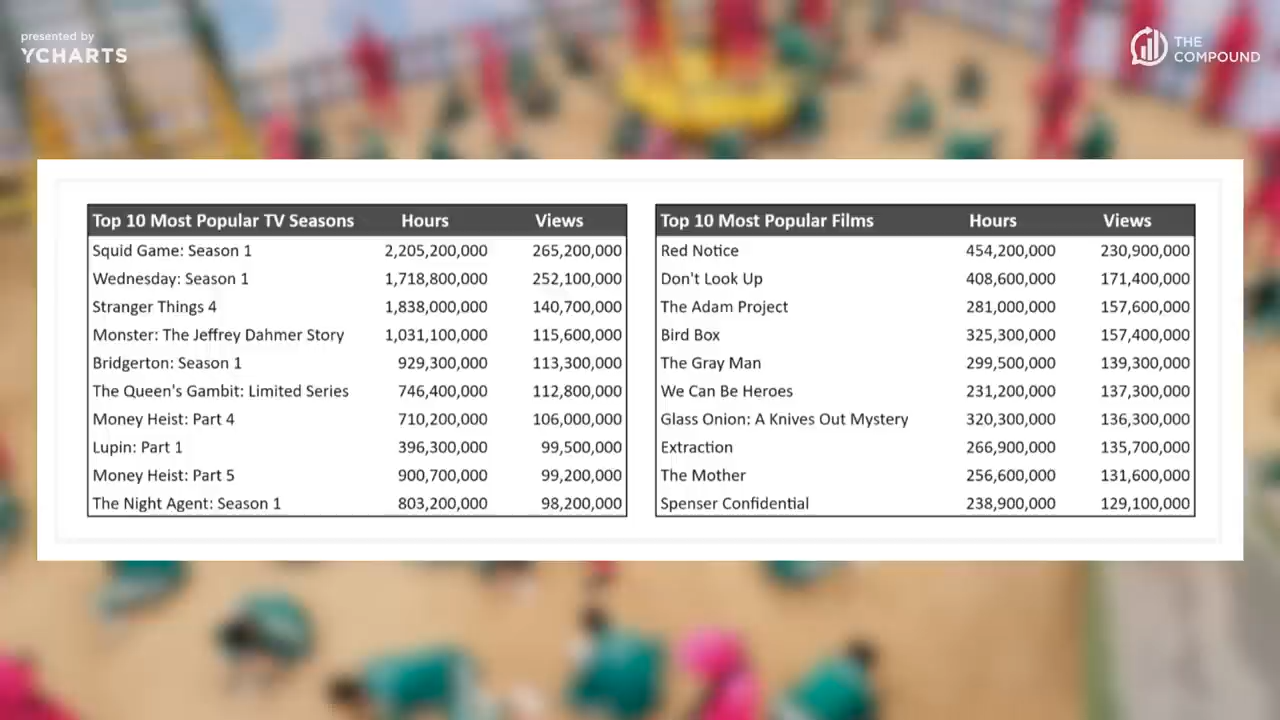 presented by
YCHARTS
THE
COMPOUND
Top 10 Most Popular TV Seasons Hours Views
Squid Game: Season 1 2,205,200,000 265,200,000
Wednesday: Season 1 1,718,800,000 252,100,000
Stranger Things 4 1,838,000,000 140,700,000
Monster: The Jeffrey Dahmer Story 1,031,100,000 115,600,000
Bridgerton: Season 1 929,300,000 113,300,000
The Queen's Gambit: Limited Series 746,400,000 112,800,000
Money Heist: Part 4 710,200,000 106,000,000
Lupin: Part 1 396,300,000 99,500,000
Money Heist: Part 5 900,700,000 99,200,000
The Night Agent: Season 1 803,200,000 98,200,000
Top 10 Most Popular Films Hours Views
Red Notice 454,200,000 230,900,000
Don't Look Up 408,600,000 171,400,000
The Adam Project 281,000,000 157,600,000
Bird Box 325,300,000 157,400,000
The Gray Man 299,500,000 139,300,000
We Can Be Heroes 231,200,000 137,300,000
Glass Onion: A Knives Out Mystery 320,300,000 136,300,000
Extraction 266,900,000 135,700,000
The Mother 256,600,000 131,600,000
Spenser Confidential 238,900,000 129,100,000